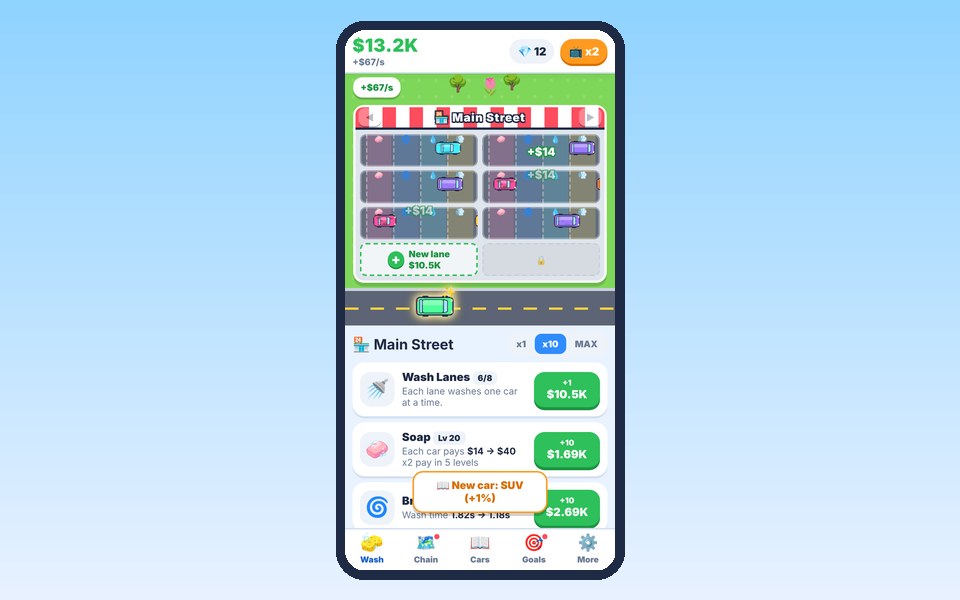 $13.2K
+$67/s
12
x2
+$67/s
Main Street
+$14
+$14
+$14
New lane
$10.5K
Main Street
x1
x10
MAX
Wash Lanes 6/8
Each lane washes one car
at a time.
+1
$10.5K
Soap Lv 20
Each car pays $14 → $40
x2 pay in 5 levels
+10
$1.69K
New car: SUV
(+1%)
Wash time 1.82s → 1.18s
+10
$2.69K
Wash
Chain
Cars
Goals
More